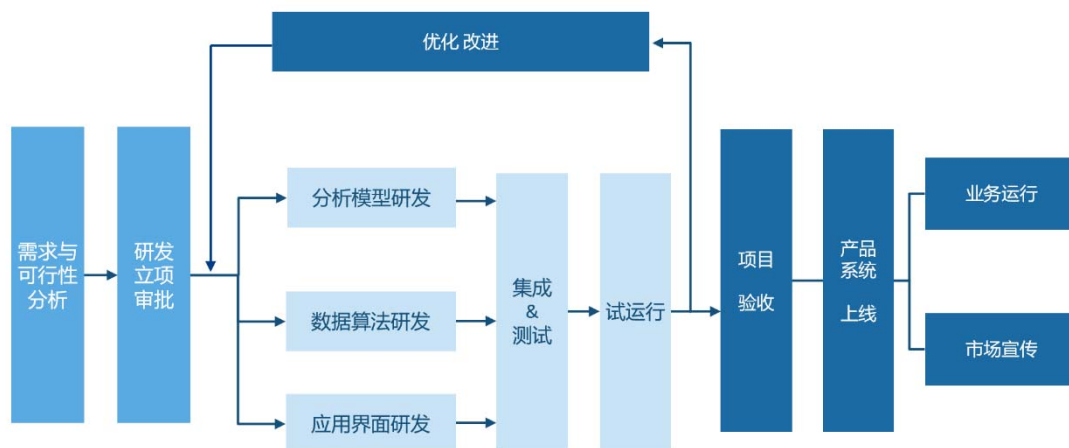 优化 改进
需求与
可行性
分析
研发
立项
审批
分析模型研发
数据算法研发
应用界面研发
集成
&
测试
试运行
项目
验收
产品
系统
上线
业务运行
市场宣传